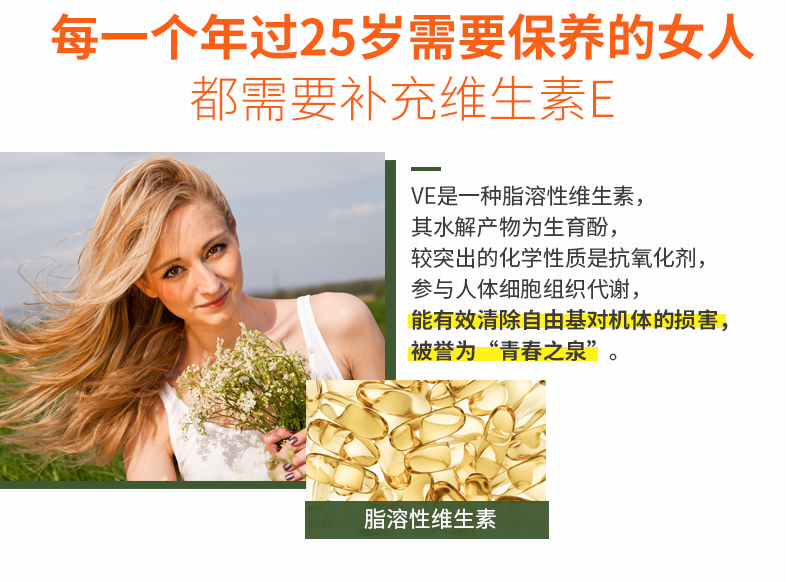 每一个年过25岁需要保养的女人
都需要补充维生素E
VE是一种脂溶性维生素，
其水解产物为生育酚，
较突出的化学性质是抗氧化剂，
参与人体细胞组织代谢，
能有效清除自由基对机体的损害，
被誉为“青春之泉”。
脂溶性维生素